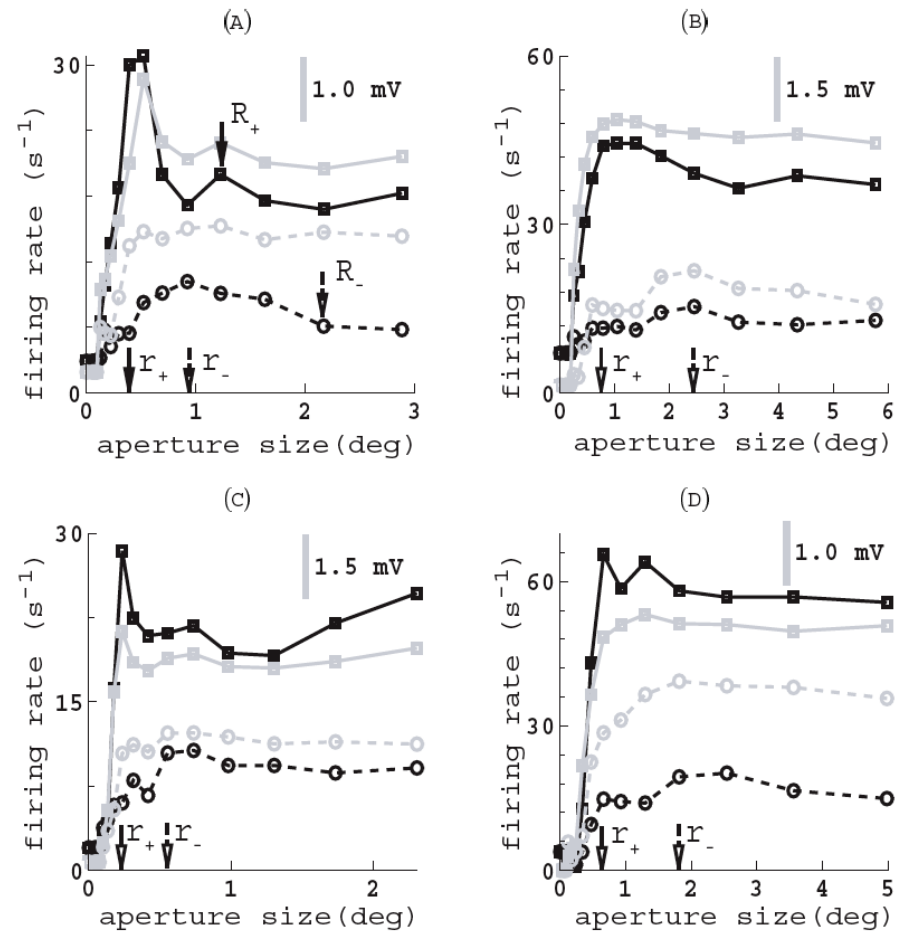 (A)
30
1.0 mV
R+
R-
r+
r-
0
0 1 2 3
firing rate (s⁻¹)
aperture size(deg)
(B)
60
1.5 mV
30
r+
r-
0
0 1 2 3 4 5 6
firing rate (s⁻¹)
aperture size(deg)
(C)
30
1.5 mV
15
r+
r-
0
0 1 2
firing rate (s⁻¹)
aperture size(deg)
(D)
60
1.0 mV
30
r+
r-
0
0 1 2 3 4 5
firing rate (s⁻¹)
aperture size(deg)